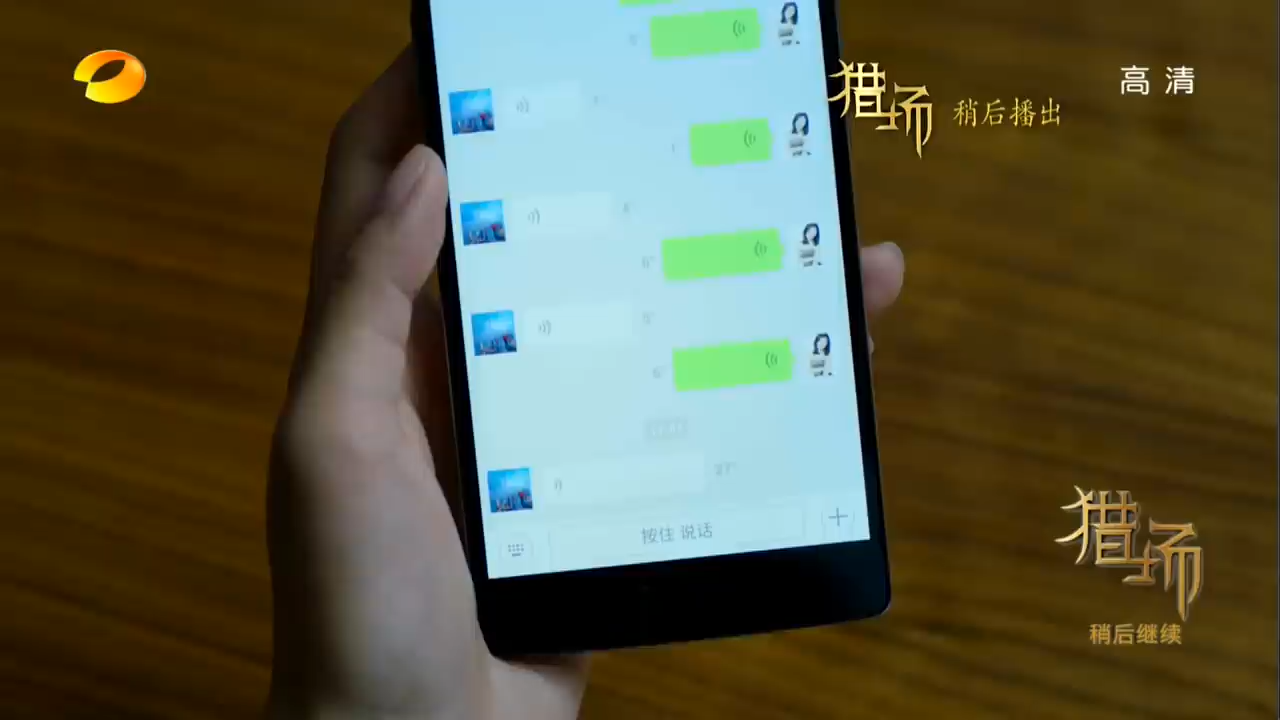 猎场
稍后播出
高清
按住 说话
猎场
稍后继续